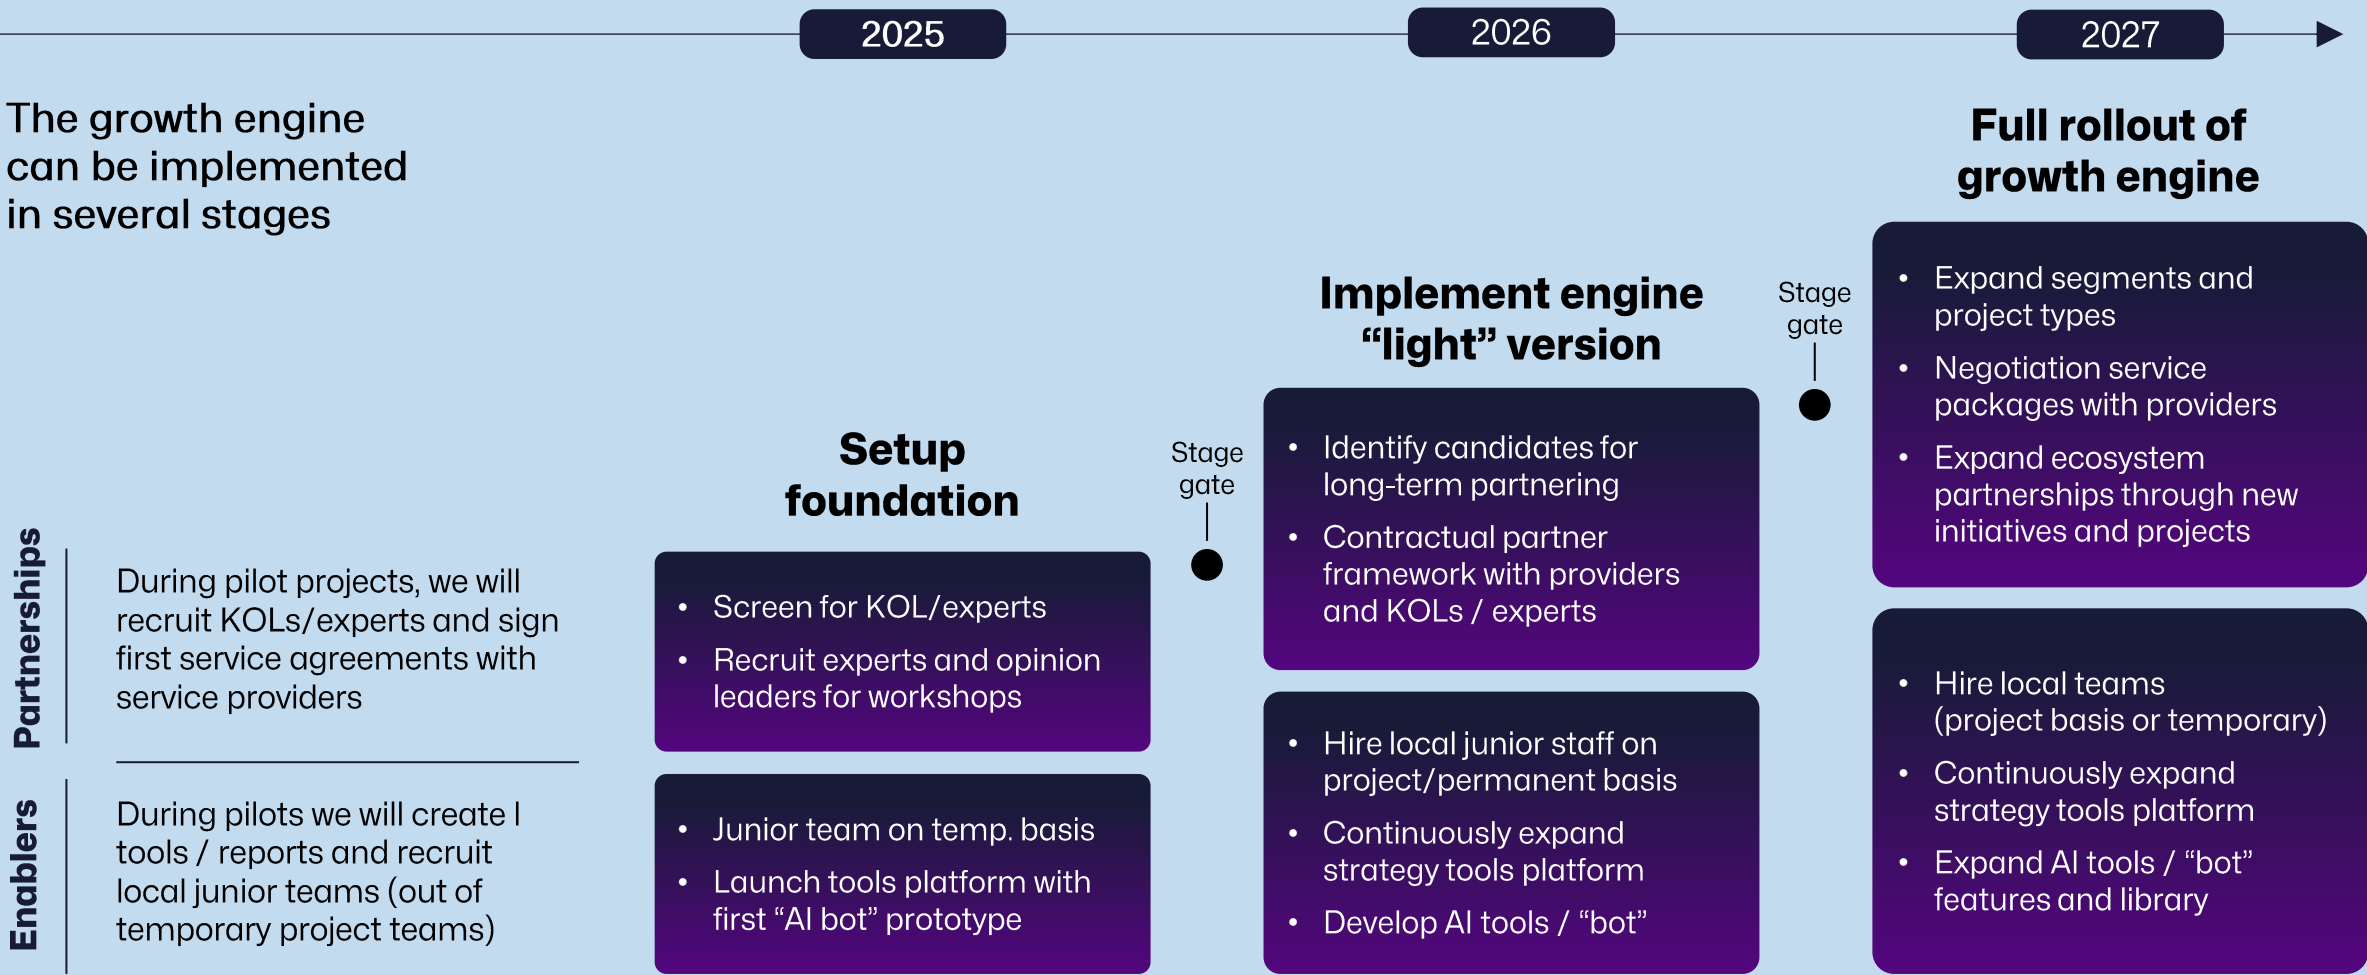 2025
2026
2027
The growth engine
can be implemented
in several stages
Full rollout of
growth engine
Implement engine
“light” version
Setup
foundation
Stage
gate
Stage
gate
Partnerships
During pilot projects, we will
recruit KOLs/experts and sign
first service agreements with
service providers
• Screen for KOL/experts
• Recruit experts and opinion
leaders for workshops
• Identify candidates for
long-term partnering
• Contractual partner
framework with providers
and KOLs / experts
• Expand segments and
project types
• Negotiation service
packages with providers
• Expand ecosystem
partnerships through new
initiatives and projects
Enablers
During pilots we will create I
tools / reports and recruit
local junior teams (out of
temporary project teams)
• Junior team on temp. basis
• Launch tools platform with
first “AI bot” prototype
• Hire local junior staff on
project/permanent basis
• Continuously expand
strategy tools platform
• Develop AI tools / “bot”
• Hire local teams
(project basis or temporary)
• Continuously expand
strategy tools platform
• Expand AI tools / “bot”
features and library